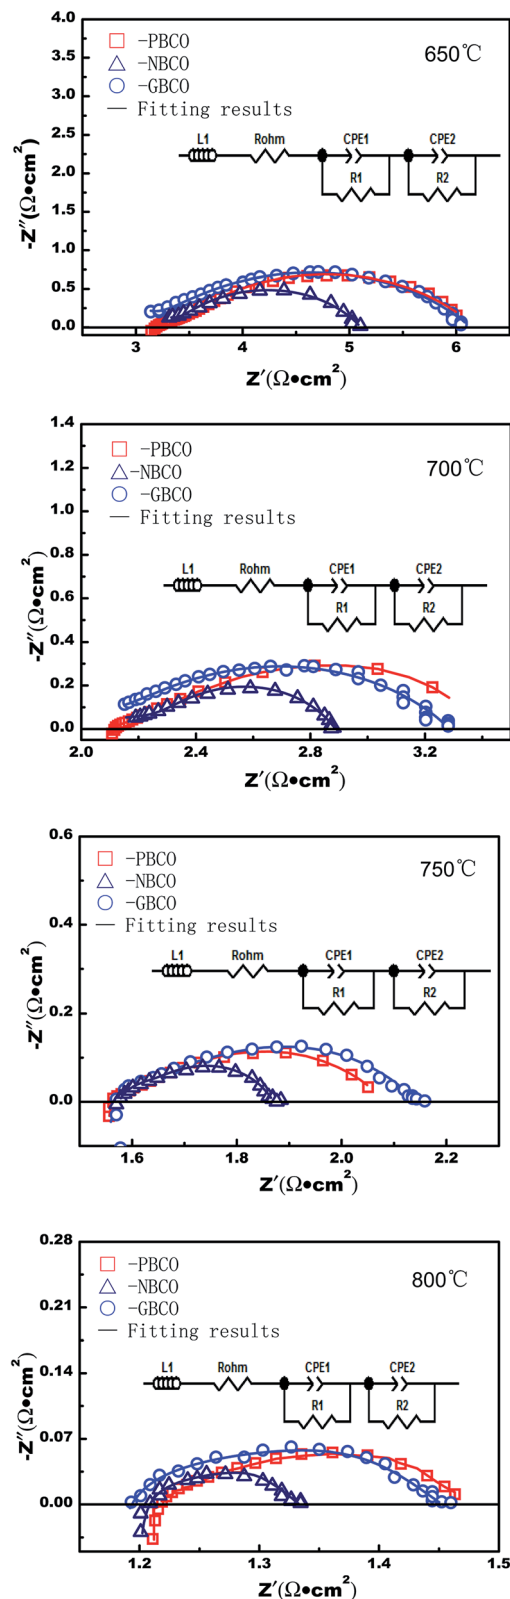 4.0
-PBCO
650℃
3.5
-NBCO
3.0
-GBCO
Fitting results
2.5
L1
Rohm
CPE1
CPE2
2.0
R1
R2
1.5
1.0
0.5
0.0
-Z″(Ω•cm²)
3
4
5
6
Z′(Ω•cm²)
1.4
-PBCO
700℃
1.2
-NBCO
-GBCO
1.0
Fitting results
0.8
L1
Rohm
CPE1
CPE2
0.6
R1
R2
0.4
0.2
0.0
-Z″(Ω•cm²)
2.0
2.4
2.8
3.2
Z′(Ω•cm²)
0.6
-PBCO
750℃
-NBCO
-GBCO
0.4
Fitting results
L1
Rohm
CPE1
CPE2
R1
R2
0.2
0.0
-Z″(Ω•cm²)
1.6
1.8
2.0
2.2
Z′(Ω•cm²)
0.28
-PBCO
800℃
-NBCO
0.21
-GBCO
Fitting results
0.14
L1
Rohm
CPE1
CPE2
R1
R2
0.07
0.00
-Z″(Ω•cm²)
1.2
1.3
1.4
1.5
Z′(Ω•cm²)